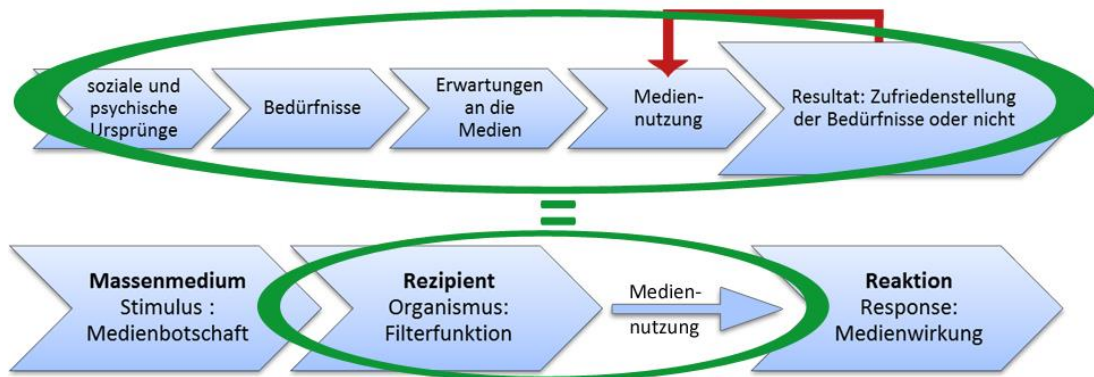 soziale und
psychische
Ursprünge
Bedürfnisse
Erwartungen
an die
Medien
Medien-
nutzung
Resultat: Zufriedenstellung
der Bedürfnisse oder nicht
=
Massenmedium
Stimulus :
Medienbotschaft
Rezipient
Organismus:
Filterfunktion
Medien-
nutzung
Reaktion
Response:
Medienwirkung